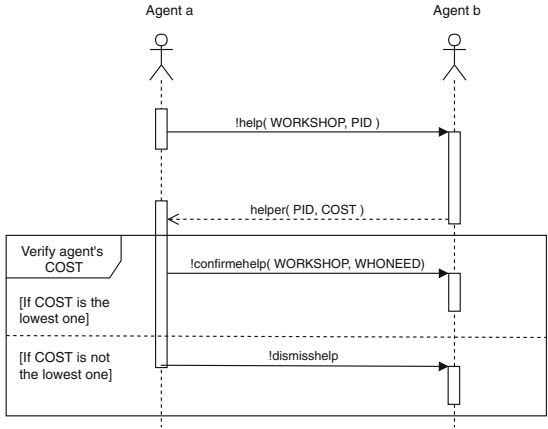 Agent a
Agent b
!help( WORKSHOP, PID )
helper( PID, COST )
Verify agent's
COST
!confirmehelp( WORKSHOP, WHONEED)
[If COST is the
lowest one]
[If COST is not
the lowest one]
!dismisshelp